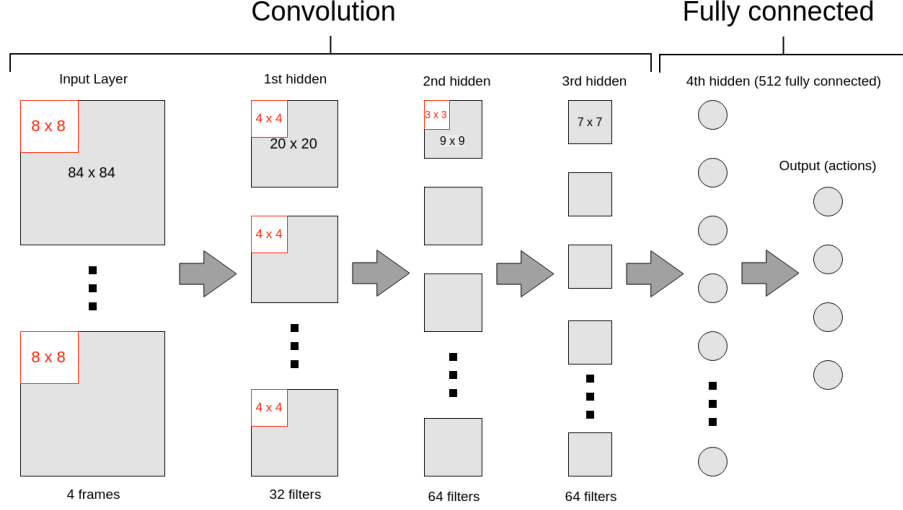 Convolution
Fully connected
Input Layer
1st hidden
2nd hidden
3rd hidden
4th hidden (512 fully connected)
8 x 8
84 x 84
4 x 4
20 x 20
3 x 3
9 x 9
7 x 7
Output (actions)
4 x 4
8 x 8
4 x 4
4 frames
32 filters
64 filters
64 filters